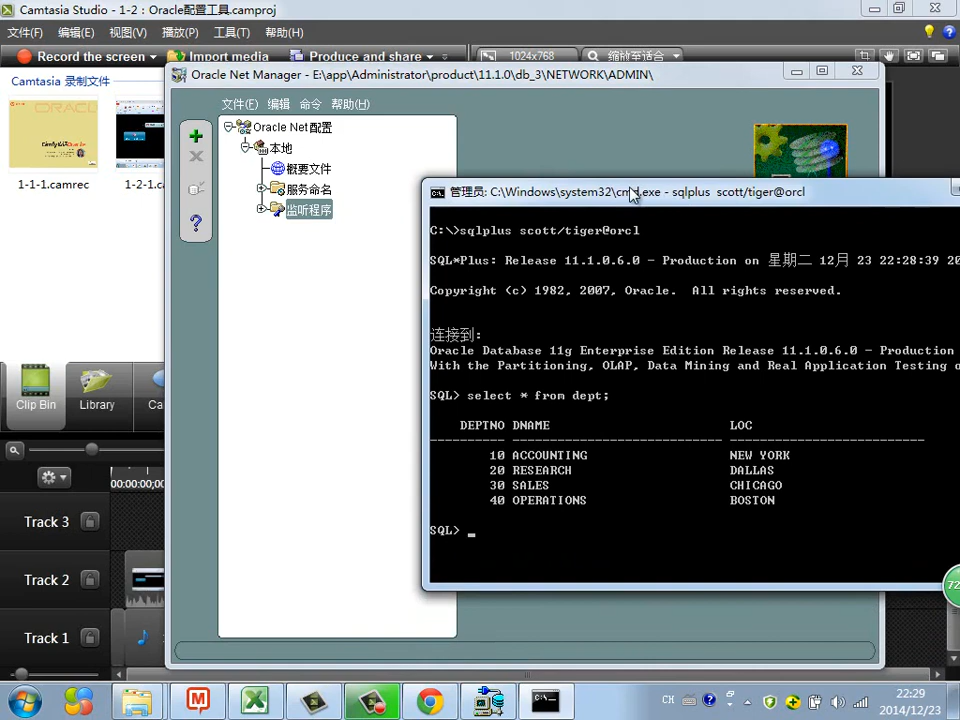 Camtasia Studio - 1-2 : Oracle配置工具.camproj
文件(F) 编辑(E) 视图(V) 播放(P) 工具(T) 帮助(H)
Record the screen Import media Produce and share 1024x768 缩放至适合
Camtasia 录制文件
1-1-1.camrec 1-2-1.ca
Oracle Net Manager - E:\app\Administrator\product\11.1.0\db_3\NETWORK\ADMIN\
文件(E) 编辑 命令 帮助(H)
Oracle Net 配置
本地
概要文件
服务命名
监听程序
管理员: C:\Windows\system32\cmd.exe - sqlplus scott/tiger@orcl
C:\>sqlplus scott/tiger@orcl
SQL*Plus: Release 11.1.0.6.0 - Production on 星期二 12月 23 22:28:39 20
Copyright (c) 1982, 2007, Oracle. All rights reserved.
连接到:
Oracle Database 11g Enterprise Edition Release 11.1.0.6.0 - Production
With the Partitioning, OLAP, Data Mining and Real Application Testing o
SQL> select * from dept;
DEPTNO DNAME LOC
10 ACCOUNTING NEW YORK
20 RESEARCH DALLAS
30 SALES CHICAGO
40 OPERATIONS BOSTON
SQL>
Clip Bin Library Ca
00:00:00;00
Track 3
Track 2
Track 1
72
CH
22:29
2014/12/23